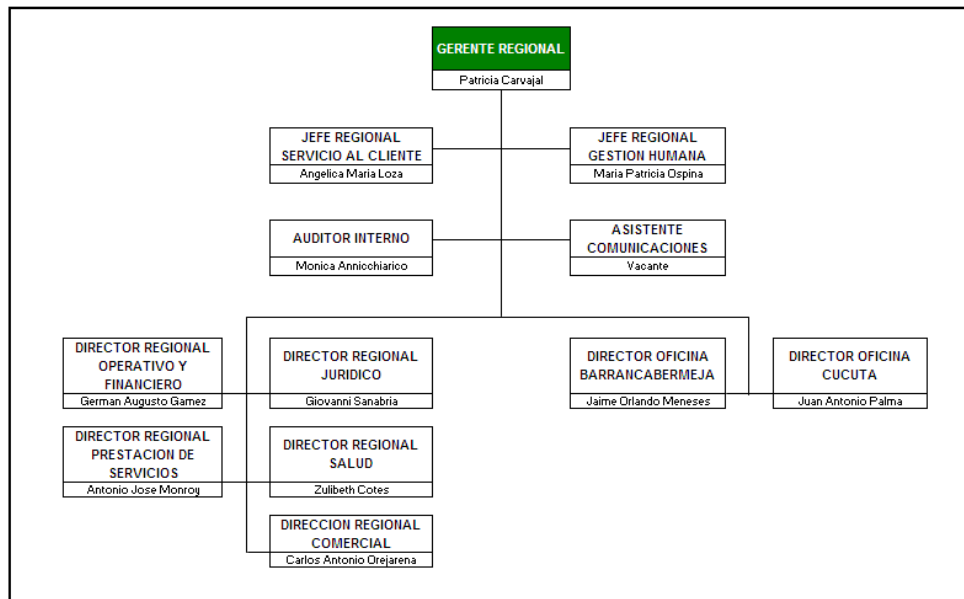 GERENTE REGIONAL
Patricia Carvajal
JEFE REGIONAL
SERVICIO AL CLIENTE
Angelica Maria Loza
JEFE REGIONAL
GESTION HUMANA
Maria Patricia Ospina
AUDITOR INTERNO
Monica Annicchiarico
ASISTENTE
COMUNICACIONES
Vacante
DIRECTOR REGIONAL
OPERATIVO Y
FINANCIERO
German Augusto Gamez
DIRECTOR REGIONAL
JURIDICO
Giovanni Sanabria
DIRECTOR OFICINA
BARRANCABERMEJA
Jaime Orlando Meneses
DIRECTOR OFICINA
CUCUTA
Juan Antonio Palma
DIRECTOR REGIONAL
PRESTACION DE
SERVICIOS
Antonio Jose Monroy
DIRECTOR REGIONAL
SALUD
Zulibeth Cotes
DIRECCION REGIONAL
COMERCIAL
Carlos Antonio Orejarena